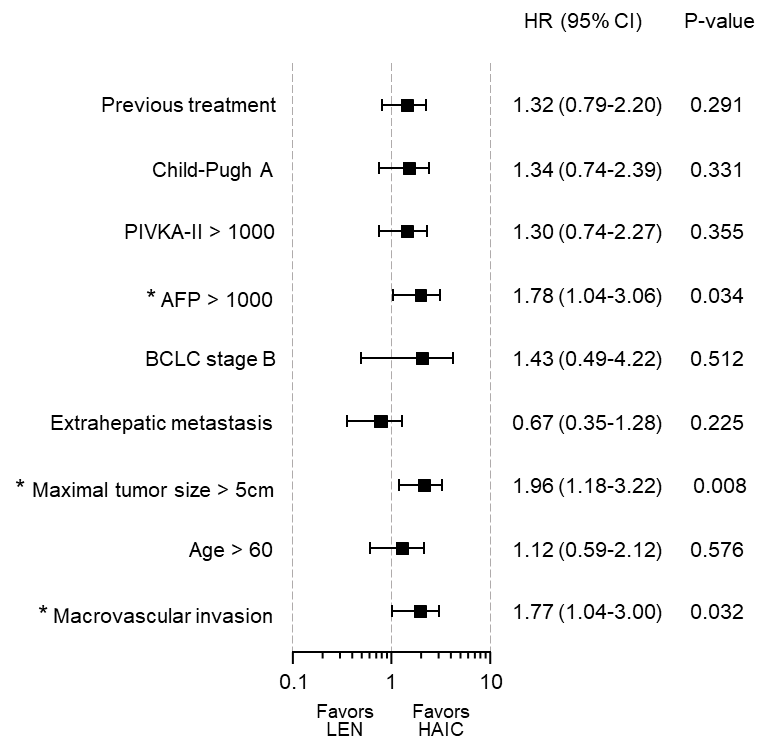 HR (95% CI) P-value
Previous treatment 1.32 (0.79-2.20) 0.291
Child-Pugh A 1.34 (0.74-2.39) 0.331
PIVKA-II > 1000 1.30 (0.74-2.27) 0.355
* AFP > 1000 1.78 (1.04-3.06) 0.034
BCLC stage B 1.43 (0.49-4.22) 0.512
Extrahepatic metastasis 0.67 (0.35-1.28) 0.225
* Maximal tumor size > 5cm 1.96 (1.18-3.22) 0.008
Age > 60 1.12 (0.59-2.12) 0.576
* Macrovascular invasion 1.77 (1.04-3.00) 0.032
0.1 1 10
Favors Favors
LEN HAIC